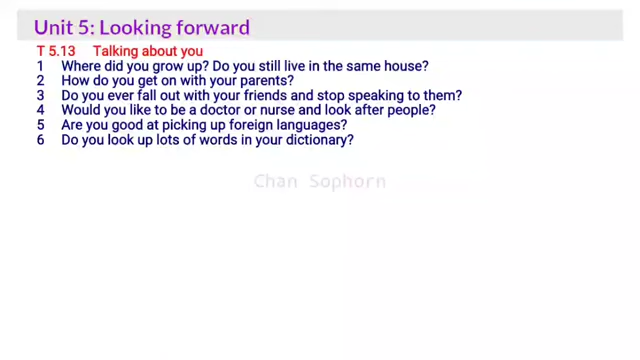 Unit 5: Looking forward
T 5.13 Talking about you
1 Where did you grow up? Do you still live in the same house?
2 How do you get on with your parents?
3 Do you ever fall out with your friends and stop speaking to them?
4 Would you like to be a doctor or nurse and look after people?
5 Are you good at picking up foreign languages?
6 Do you look up lots of words in your dictionary?
Chan Sophorn